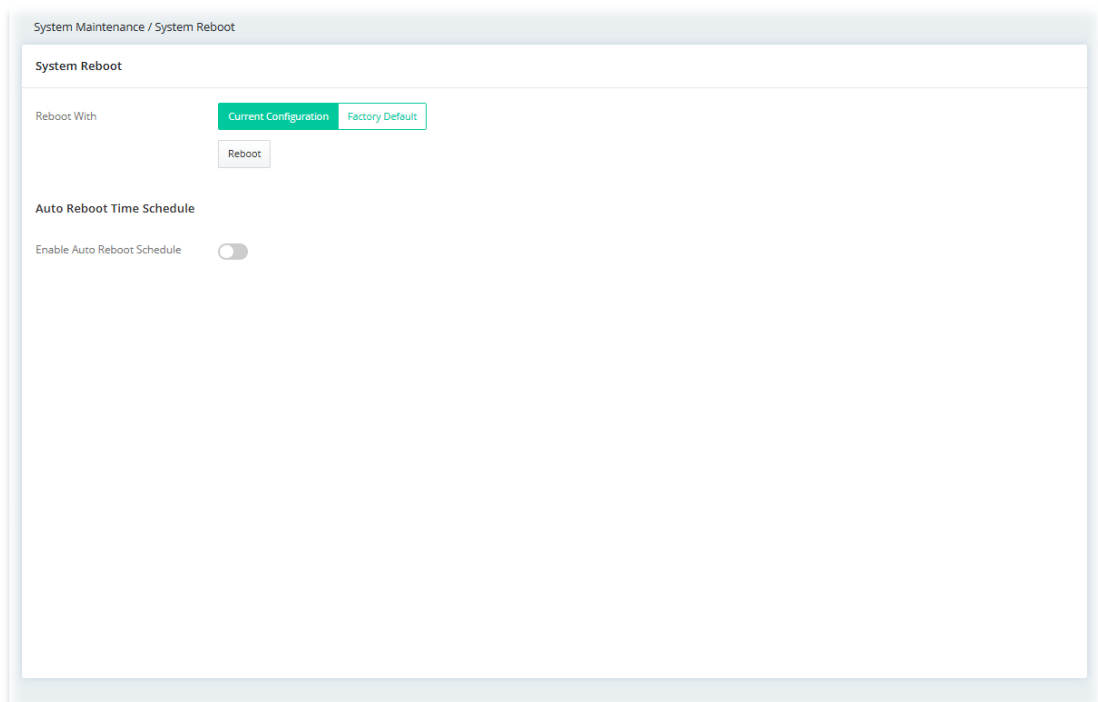 System Maintenance / System Reboot
System Reboot
Reboot With
Current Configuration
Factory Default
Reboot
Auto Reboot Time Schedule
Enable Auto Reboot Schedule